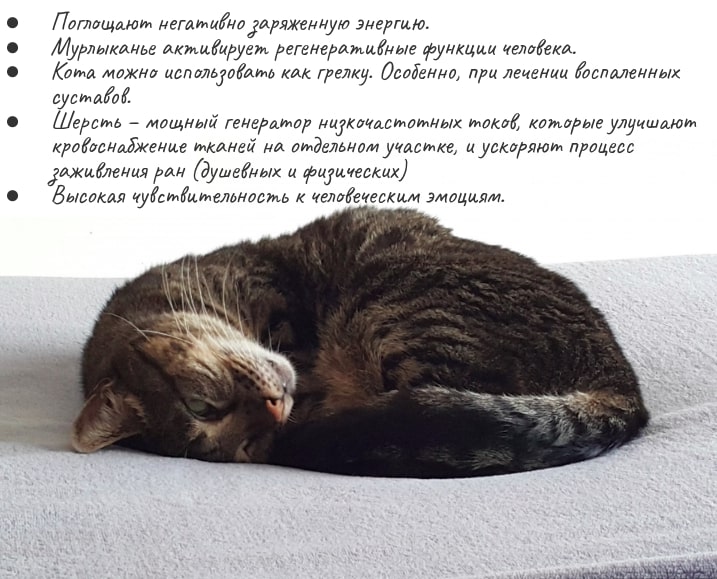 ● Поглощают негативно заряженную энергию.
● Мурлыканье активирует регенеративные функции человека.
● Кота можно использовать как грелку. Особенно, при лечении воспаленных
суставов.
● Шерсть – мощный генератор низкочастотных токов, которые улучшают
кровоснабжение тканей на отдельном участке, и ускоряют процесс
заживления ран (душевных и физических)
● Высокая чувствительность к человеческим эмоциям.